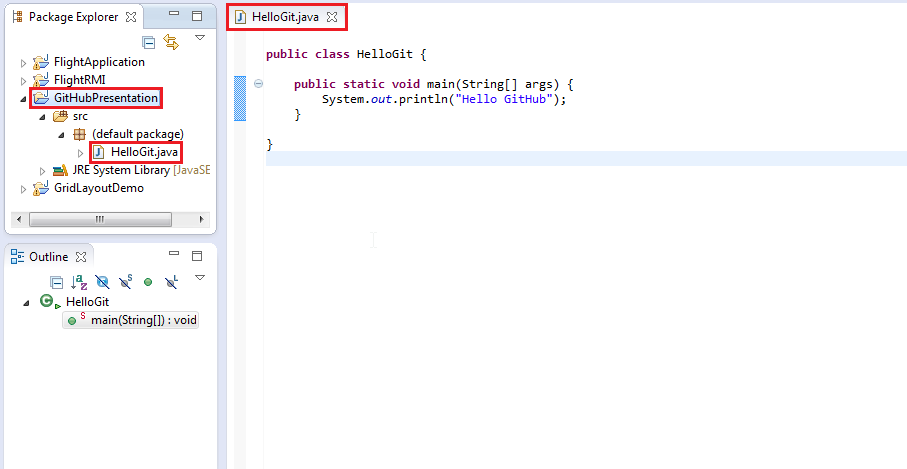 Package Explorer
FlightApplication
FlightRMI
GitHubPresentation
src
(default package)
HelloGit.java
JRE System Library [JavaSE
GridLayoutDemo
Outline
HelloGit
main(String[]) : void
HelloGit.java
public class HelloGit {
public static void main(String[] args) {
System.out.println("Hello GitHub");
}
}